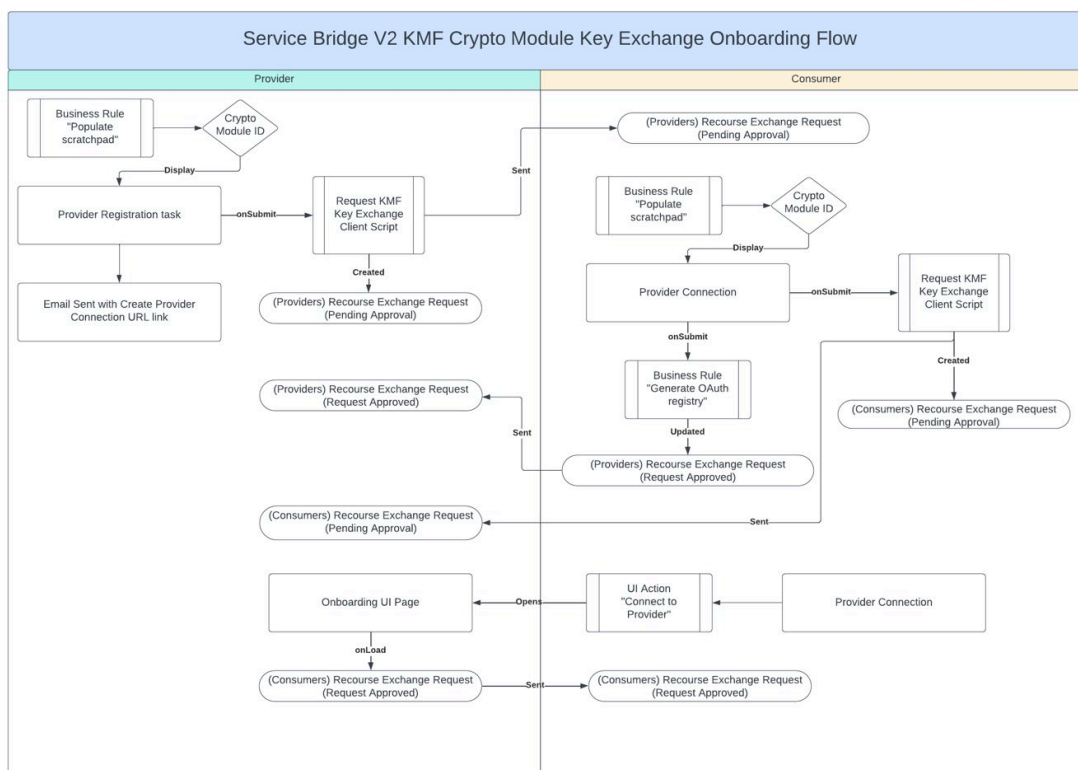 Service Bridge V2 KMF Crypto Module Key Exchange Onboarding Flow
Provider
Consumer
Business Rule
"Populate
scratchpad"
Crypto
Module ID
Display
Provider Registration task
onSubmit
Request KMF
Key Exchange
Client Script
Sent
Created
(Providers) Recourse Exchange Request
(Pending Approval)
Email Sent with Create Provider
Connection URL link
(Providers) Recourse Exchange Request
(Pending Approval)
Business Rule
"Populate
scratchpad"
Crypto
Module ID
Display
Provider Connection
onSubmit
Request KMF
Key Exchange
Client Script
onSubmit
Created
Business Rule
"Generate OAuth
registry"
(Consumers) Recourse Exchange Request
(Pending Approval)
Updated
(Providers) Recourse Exchange Request
(Request Approved)
Sent
(Providers) Recourse Exchange Request
(Request Approved)
(Consumers) Recourse Exchange Request
(Pending Approval)
Sent
Onboarding UI Page
Opens
UI Action
"Connect to
Provider"
Provider Connection
onLoad
(Consumers) Recourse Exchange Request
(Request Approved)
Sent
(Consumers) Recourse Exchange Request
(Request Approved)